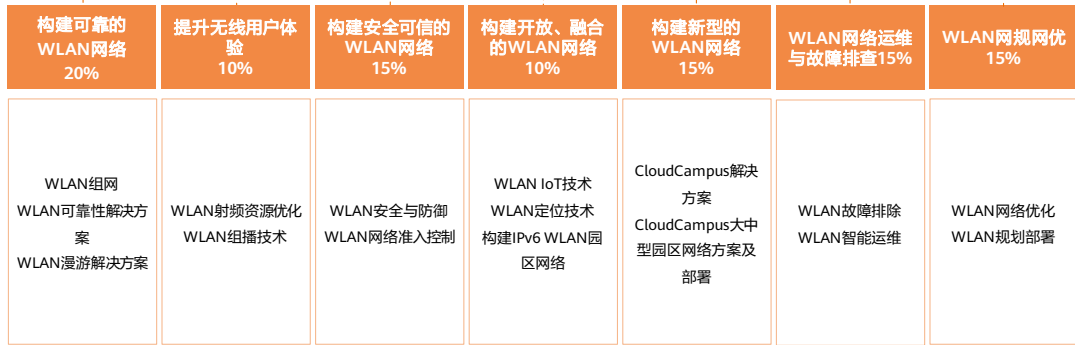 构建可靠的
WLAN网络
20%
提升无线用户体
验
10%
构建安全可信的
WLAN网络
15%
构建开放、融合
的WLAN网络
10%
构建新型的
WLAN网络
15%
WLAN网络运维
与故障排查15%
WLAN网规网优
15%
WLAN组网
WLAN可靠性解决方
案
WLAN漫游解决方案
WLAN射频资源优化
WLAN组播技术
WLAN安全与防御
WLAN网络准入控制
WLAN IoT技术
WLAN定位技术
构建IPv6 WLAN园
区网络
CloudCampus解决
方案
CloudCampus大中
型园区网络方案及
部署
WLAN故障排除
WLAN智能运维
WLAN网络优化
WLAN规划部署